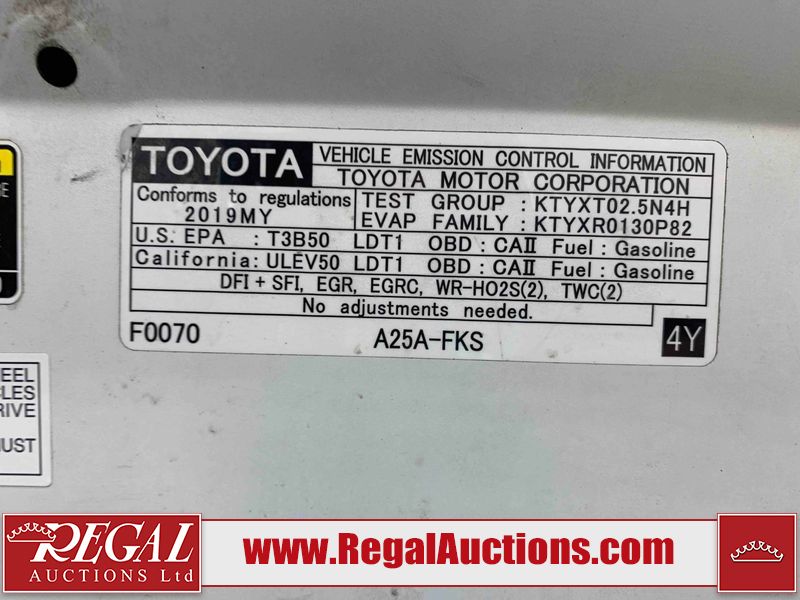 TOYOTA VEHICLE EMISSION CONTROL INFORMATION
TOYOTA MOTOR CORPORATION
Conforms to regulations
2019MY
TEST GROUP : KTYXT02.5N4H
EVAP FAMILY : KTYXR0130P82
U.S. EPA : T3B50 LDT1 OBD : CAⅡ Fuel : Gasoline
California: ULEV50 LDT1 OBD : CAⅡ Fuel : Gasoline
DFI + SFI, EGR, EGRC, WR-HO2S(2), TWC(2)
No adjustments needed.
F0070 A25A-FKS 4Y
REGAL
AUCTIONS Ltd
www.RegalAuctions.com